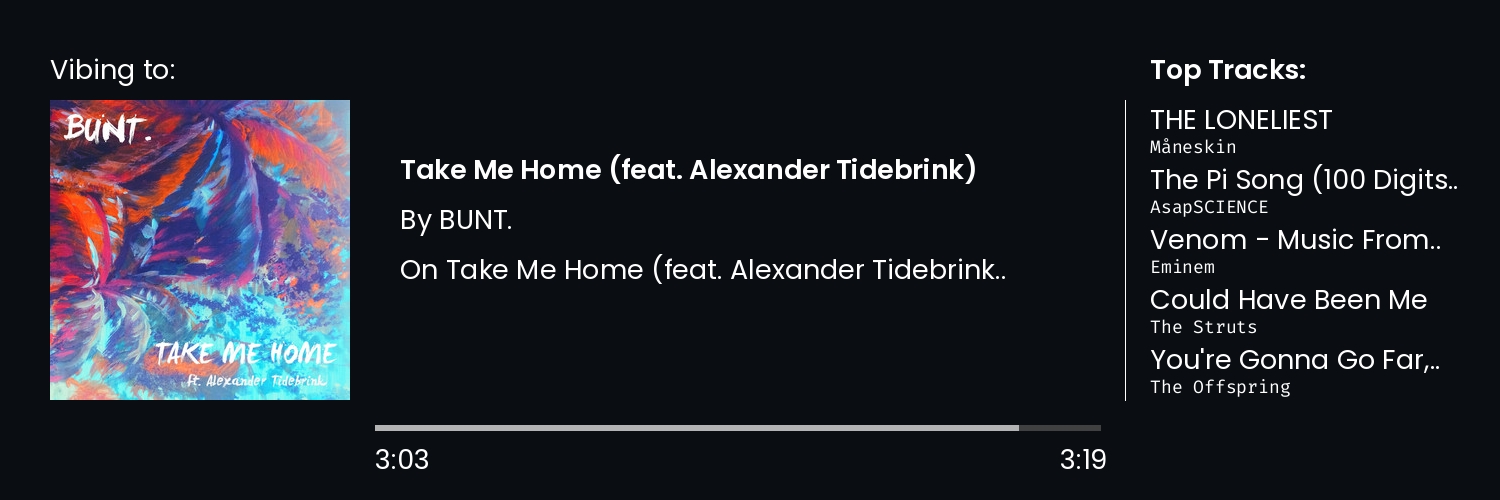 Vibing to:
BUNT.
TAKE ME HOME
ft. Alexander Tidebrink
Take Me Home (feat. Alexander Tidebrink)
By BUNT.
On Take Me Home (feat. Alexander Tidebrink..
3:03
3:19
Top Tracks:
THE LONELIEST
Måneskin
The Pi Song (100 Digits..
AsapSCIENCE
Venom - Music From..
Eminem
Could Have Been Me
The Struts
You're Gonna Go Far,..
The Offspring